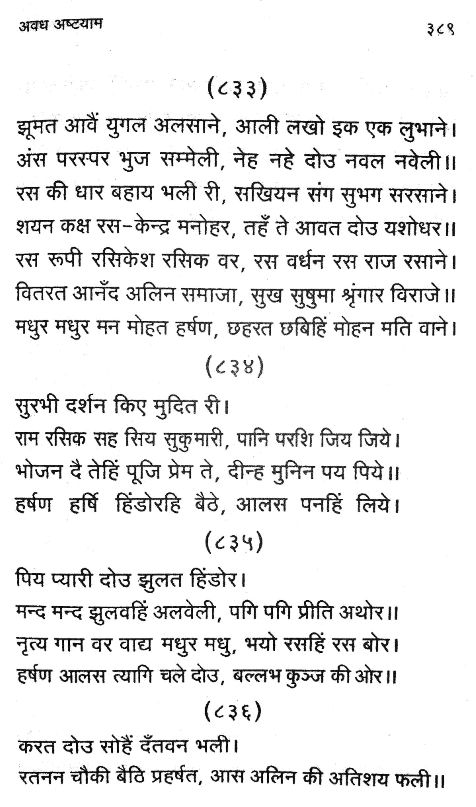 अवध अष्टयाम ३८९
(८३३)
झूमत आवैं युगल अलसाने, आली लखो इक एक लुभाने।
अंस परस्पर भुज सम्मेली, नेह नहे दोउ नवल नवेली॥
रस की धार बहाय भली री, सखियन संग सुभग सरसाने।
शयन कक्ष रस-केन्द्र मनोहर, तहँ ते आवत दोउ यशोधर॥
रस रूपी रसिकेश रसिक वर, रस वर्धन रस राज रसाने।
वितरत आनँद अलिन समाजा, सुख सुषुमा श्रृंगार विराजे॥
मधुर मधुर मन मोहत हर्षण, छहरत छबिहिं मोहन मति वाने।
(८३४)
सुरभी दर्शन किए मुदित री।
राम रसिक सह सिय सुकुमारी, पानि परशि जिय जिये।
भोजन दै तेहिं पूजि प्रेम ते, दीन्ह मुनिन पय पिये॥
हर्षण हर्षि हिंडोरहि बैठे, आलस पनहिं लिये।
(८३५)
पिय प्यारी दोउ झुलत हिंडोर।
मन्द मन्द झुलवहिं अलवेली, पगि पगि प्रीति अथोर॥
नृत्य गान वर वाद्य मधुर मधु, भयो रसहिं रस बोर।
हर्षण आलस त्यागि चले दोउ, बल्लभ कुञ्ज की ओर॥
(८३६)
करत दोउ सोहैं दँतवन भली।
रतनन चौकी बैठि प्रहर्षत, आस अलिन की अतिशय फली॥